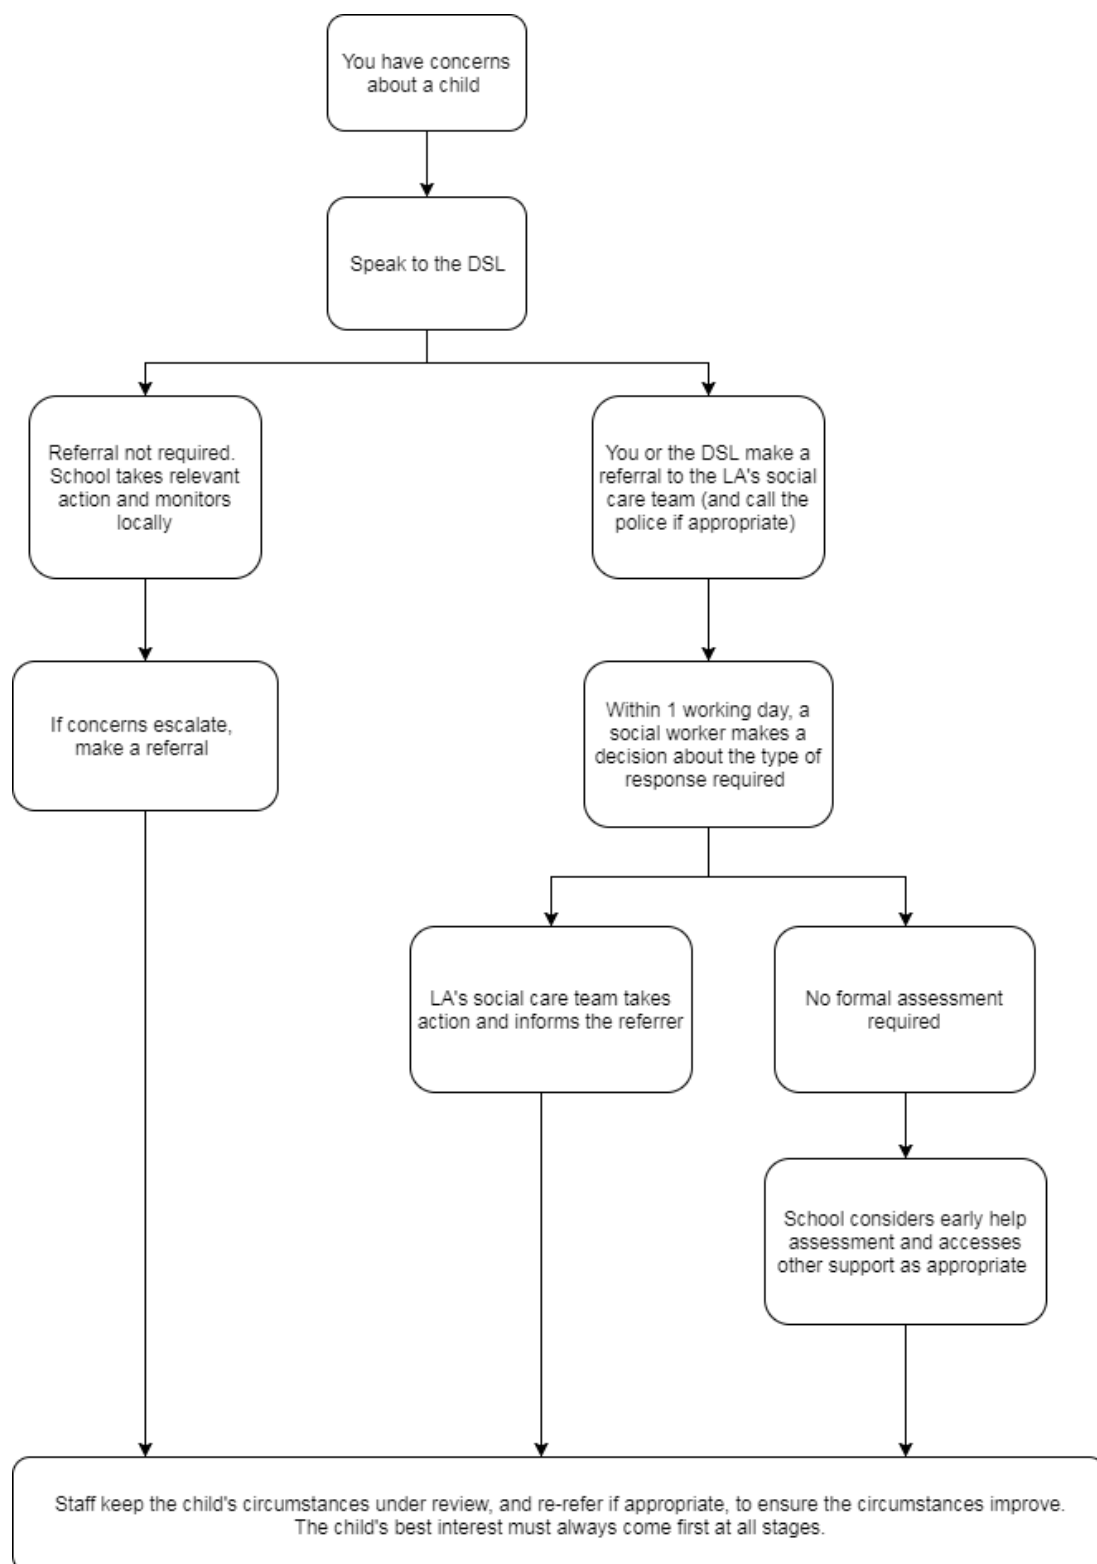 You have concerns
about a child
Speak to the DSL
Referral not required.
School takes relevant
action and monitors
locally
You or the DSL make a
referral to the LA's social
care team (and call the
police if appropriate)
If concerns escalate,
make a referral
Within 1 working day, a
social worker makes a
decision about the type of
response required
LA's social care team takes
action and informs the referrer
No formal assessment
required
School considers early help
assessment and accesses
other support as appropriate
Staff keep the child's circumstances under review, and re-refer if appropriate, to ensure the circumstances improve.
The child's best interest must always come first at all stages.